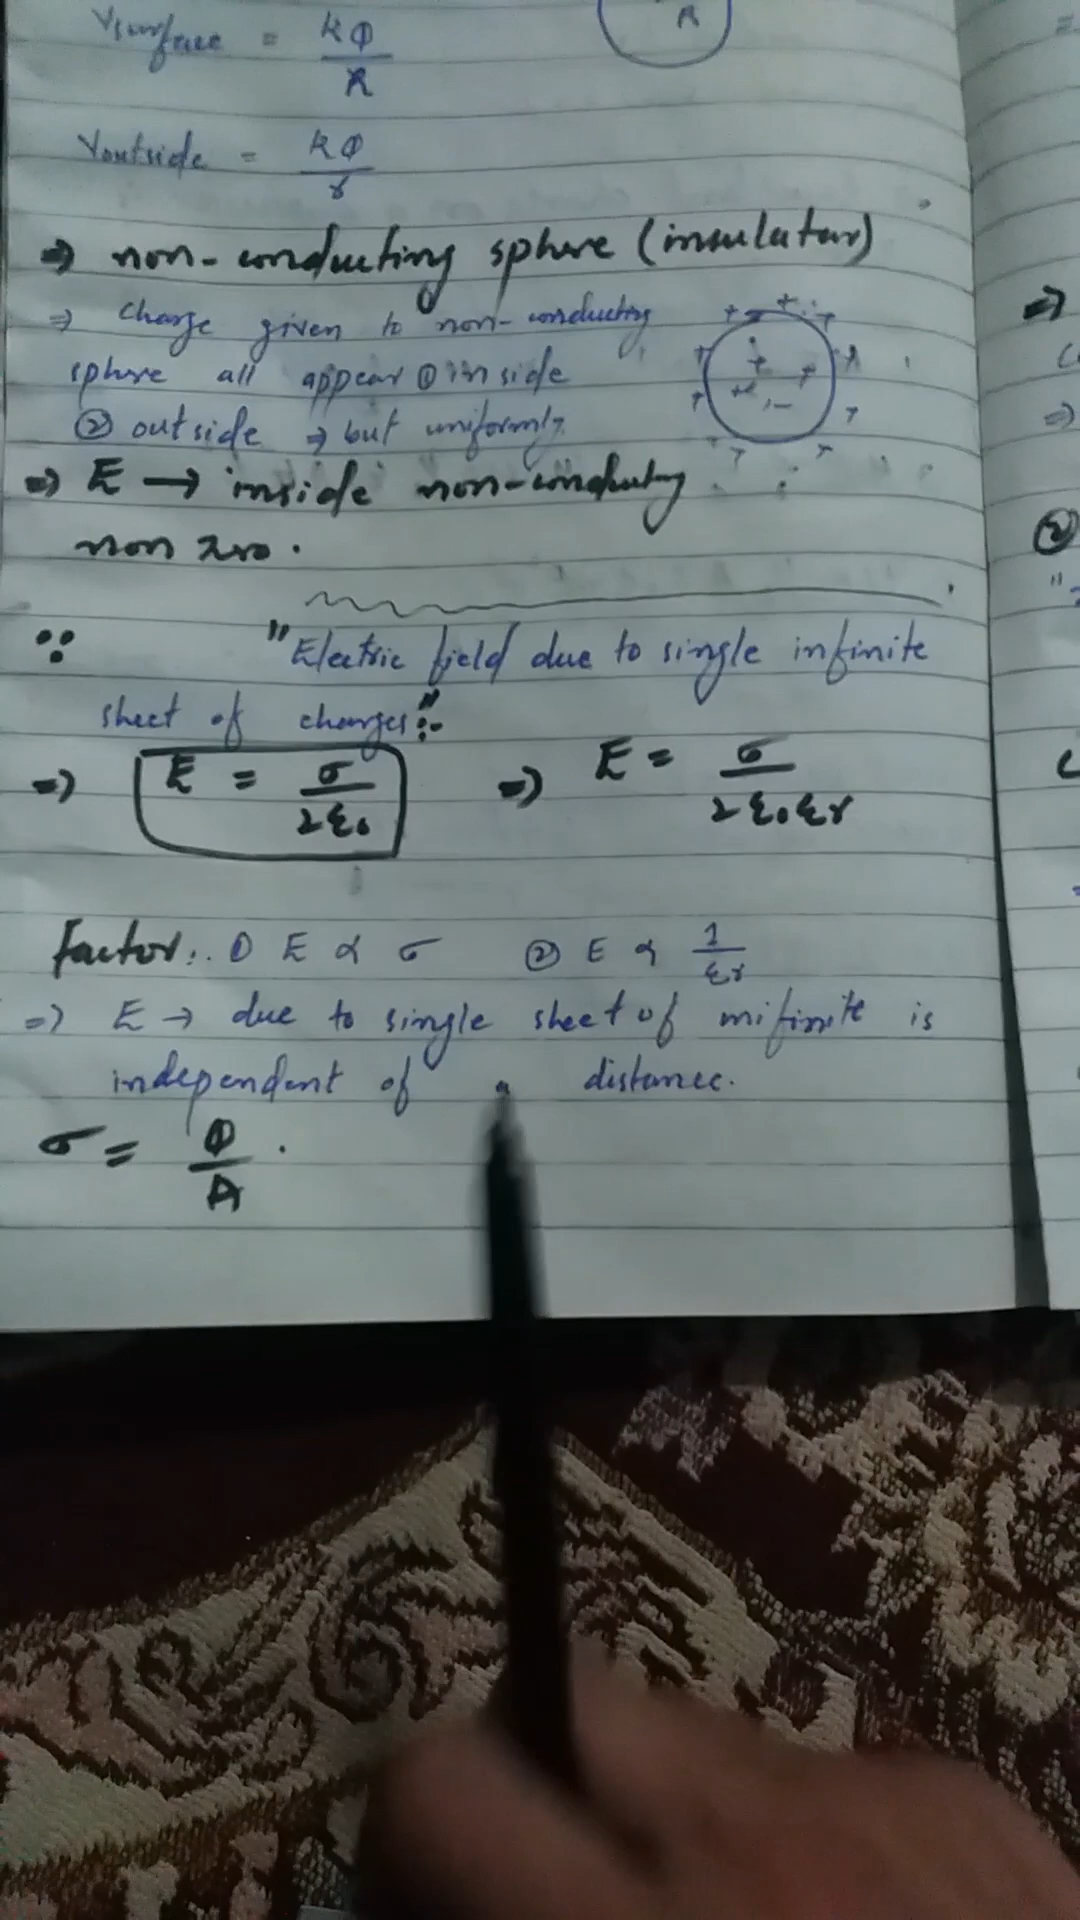 Vsurface = kQ/R
R
Voutside = kQ/r
⇒ non-conducting sphere (insulator)
⇒ charge given to non-conducting
sphere all appear ① inside
② outside → but uniformly
⇒ E → inside non-conducting
non zero.
"Electric field due to single infinite
sheet of charges":-
⇒ E = σ/2ε0 ⇒ E = σ/2ε0εr
Factor:. ① E ∝ σ ② E ∝ 1/εr
⇒ E → due to single sheet of infinite is
independent of distance.
σ = Q/A.